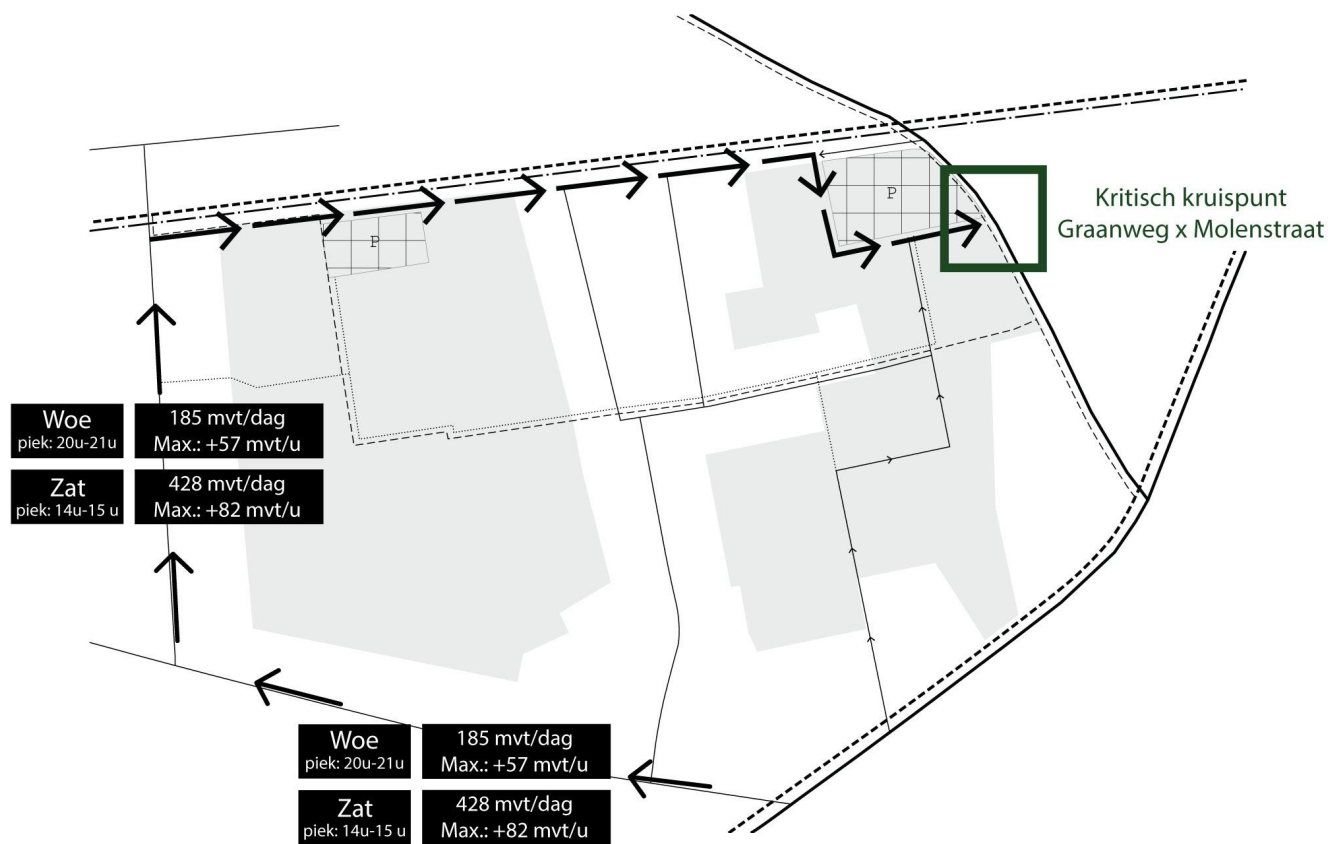 P
Kritisch kruispunt
Graanweg x Molenstraat
P
Woe
piek: 20u-21u
185 mvt/dag
Max.: +57 mvt/u
Zat
piek: 14u-15 u
428 mvt/dag
Max.: +82 mvt/u
Woe
piek: 20u-21u
185 mvt/dag
Max.: +57 mvt/u
Zat
piek: 14u-15 u
428 mvt/dag
Max.: +82 mvt/u